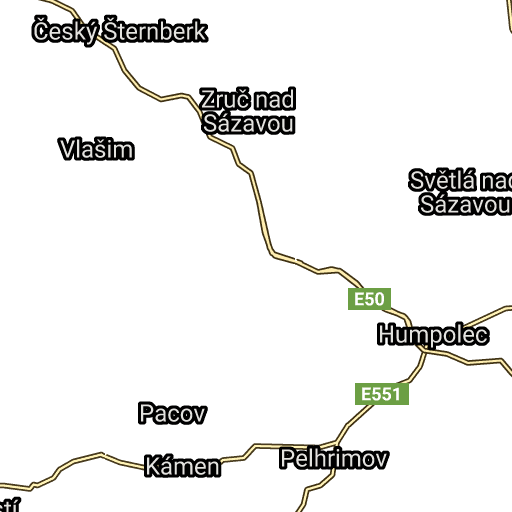 Český Šternberk
Zruč nad
Sázavou
Vlašim
Světlá nad
Sázavou
E50
Humpolec
E551
Pacov
Kámen
Pelhřimov